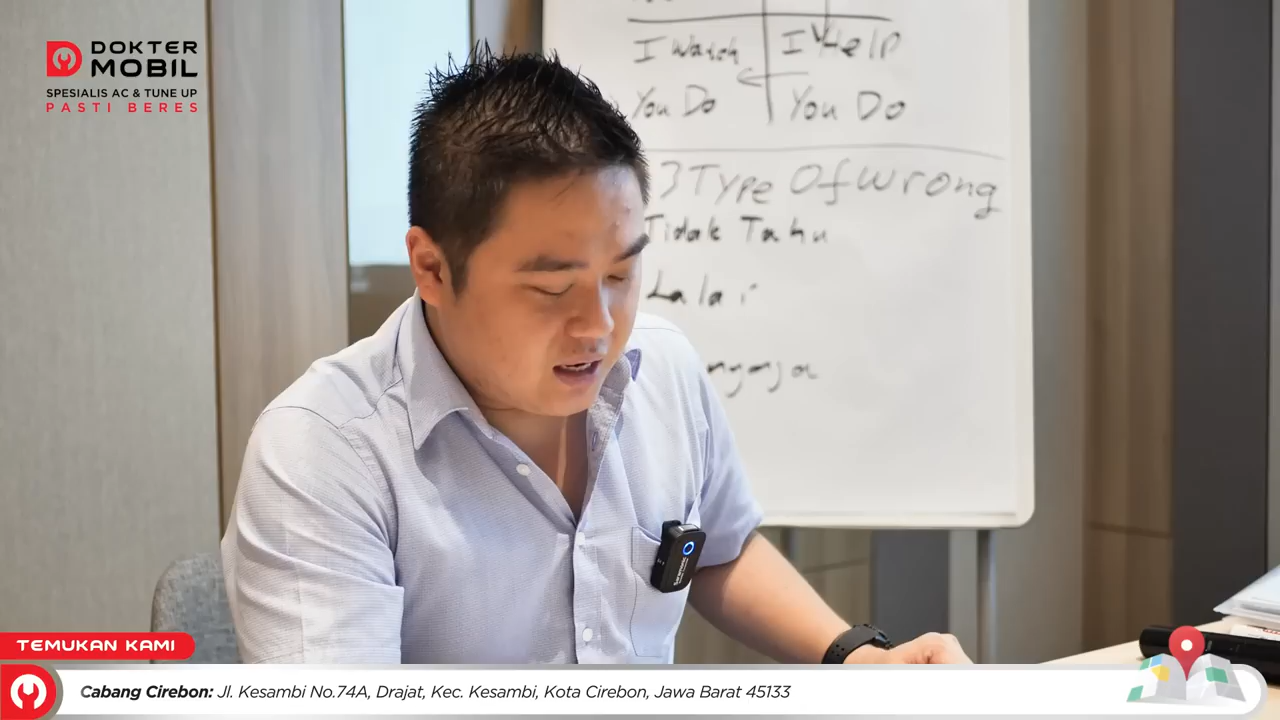 DOKTER
MOBIL
SPESIALIS AC & TUNE UP
PASTI BERES
I Watch
I Help
You Do
You Do
3 Type Of Wrong
Tidak Tahu
Lalai
Saramonic
TEMUKAN KAMI
Cabang Cirebon: Jl. Kesambi No.74A, Drajat, Kec. Kesambi, Kota Cirebon, Jawa Barat 45133